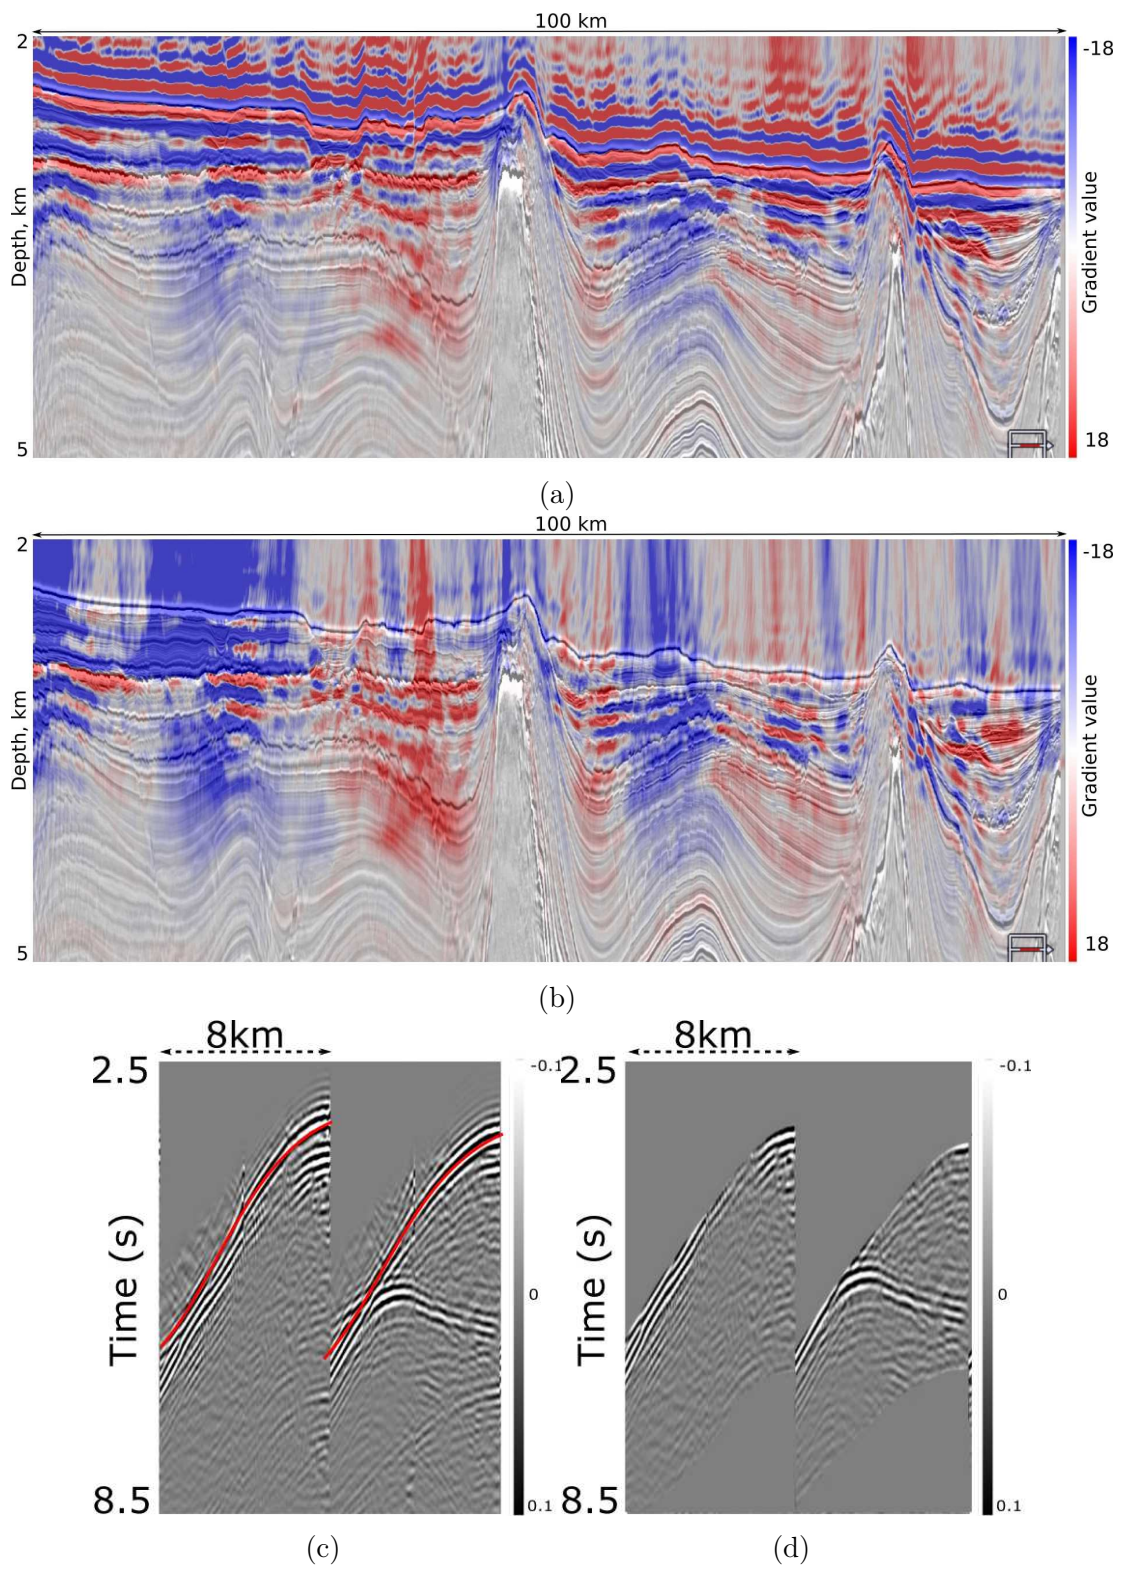 100 km
2
-18
Depth, km
Gradient value
5
18
(a)
100 km
2
-18
Depth, km
Gradient value
5
18
(b)
8km
8km
2.5
-0.1
2.5
-0.1
Time (s)
0
Time (s)
0
8.5
0.1
8.5
0.1
(c)
(d)